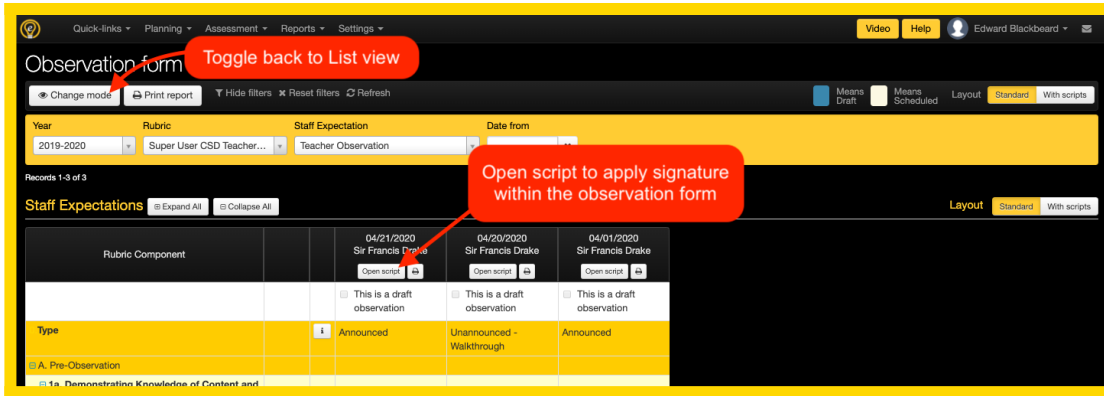 Quick-links Planning Assessment Reports Settings Video Help Edward Blackbeard
Observation form
Toggle back to List view
Change mode Print report Hide filters Reset filters Refresh Means Draft Means Scheduled Layout Standard With scripts
Year Rubric Staff Expectation Date from
2019-2020 Super User CSD Teacher... Teacher Observation
Open script to apply signature
within the observation form
Records 1-3 of 3
Staff Expectations Expand All Collapse All Layout Standard With scripts
Rubric Component
04/21/2020 04/20/2020 04/01/2020
Sir Francis Drake Sir Francis Drake Sir Francis Drake
Open script Open script Open script
This is a draft This is a draft This is a draft
observation observation observation
Type i Announced Unannounced - Announced
Walkthrough
A. Pre-Observation
1a. Demonstrating Knowledge of Content and